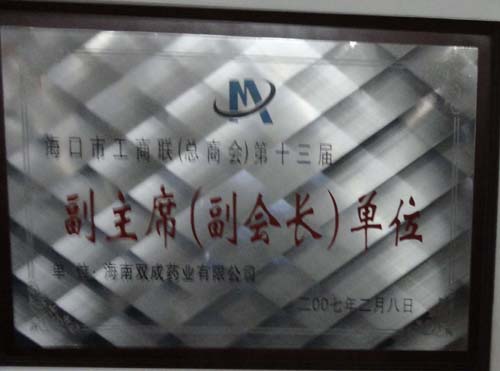 海口市工商联(总商会)第十三届
副主席(副会长)单位
单位·海南双成药业有限公司
二00七年二月八日